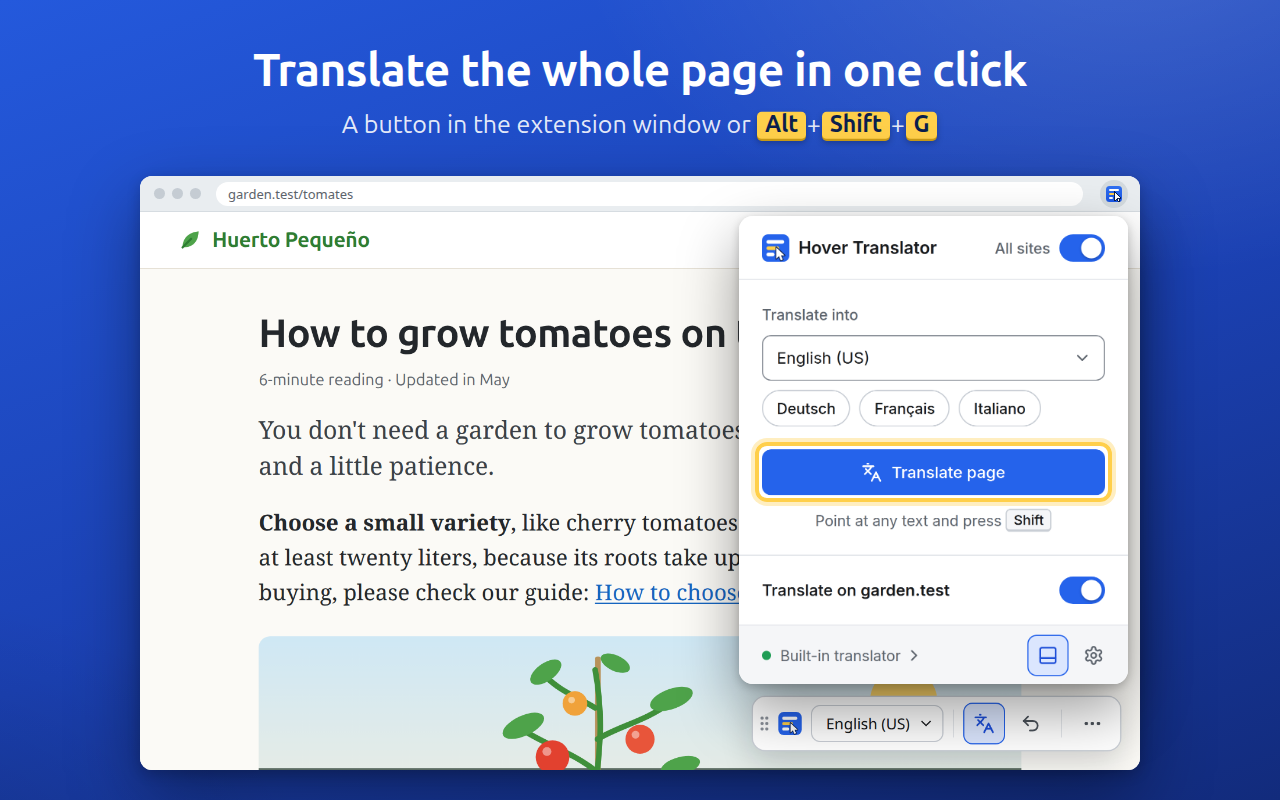 Translate the whole page in one click
A button in the extension window or Alt + Shift + G
garden.test/tomates
Huerto Pequeño
Hover Translator
All sites
How to grow tomatoes on
6-minute reading · Updated in May
You don't need a garden to grow tomatoes
and a little patience.
Choose a small variety, like cherry tomatoes
at least twenty liters, because its roots take up
buying, please check our guide: How to choose
Translate into
English (US)
Deutsch
Français
Italiano
Translate page
Point at any text and press Shift
Translate on garden.test
Built-in translator
English (US)